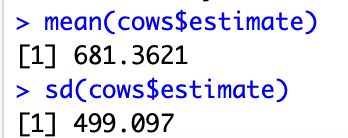 > mean(cows$estimate)
[1] 681.3621
> sd(cows$estimate)
[1] 499.097